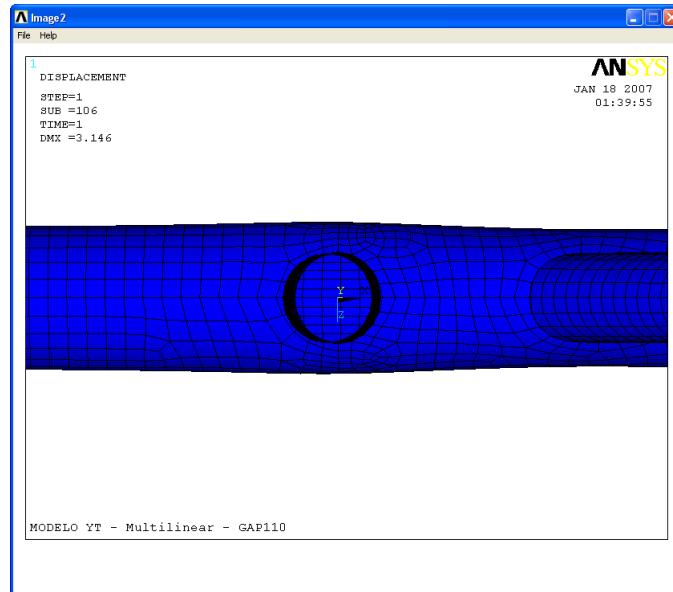 Image2
File Help
1
DISPLACEMENT
STEP=1
SUB =106
TIME=1
DMX =3.146
ANSYS
JAN 18 2007
01:39:55
Y
X
Z
MODELO YT - Multilinear - GAP110